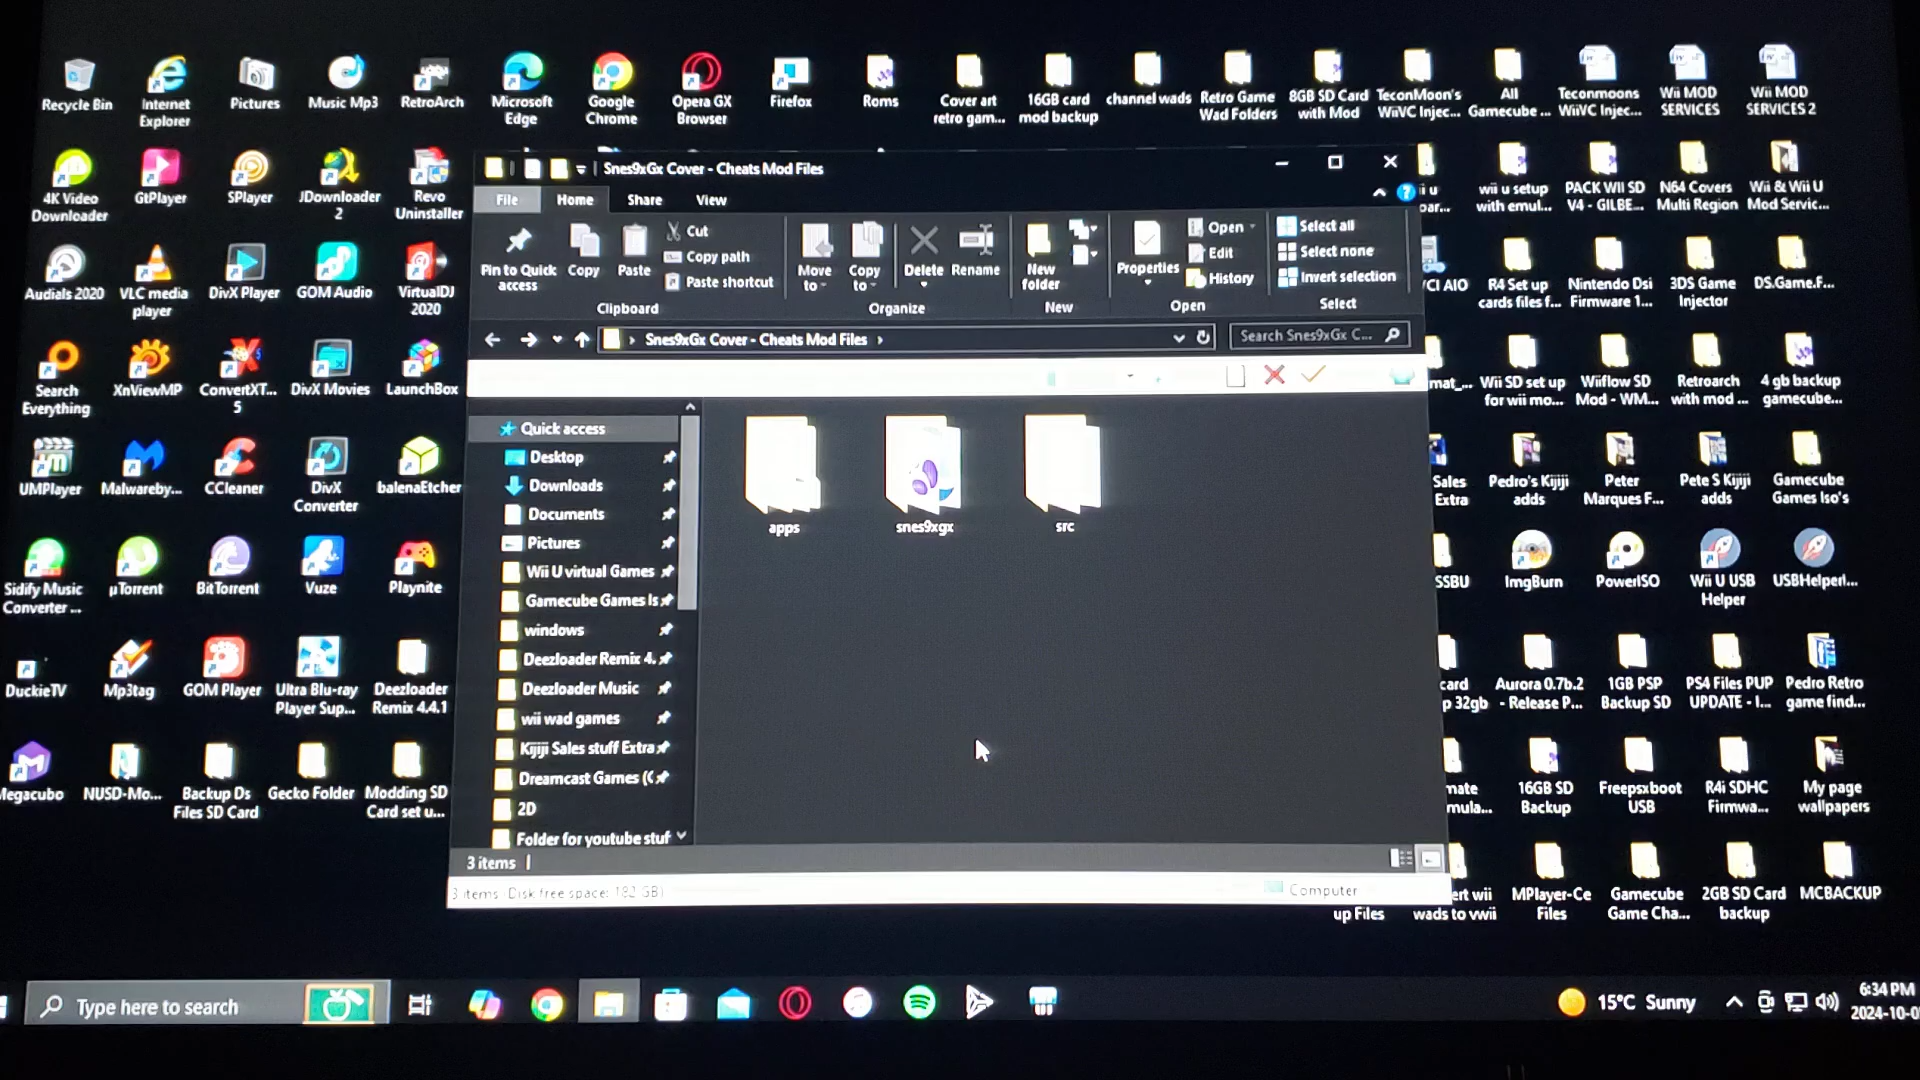 Recycle Bin
Internet
Explorer
Pictures
Music Mp3
RetroArch
Microsoft
Edge
Google
Chrome
Opera GX
Browser
Firefox
Roms
Cover art
retro gam...
16GB card
mod backup
channel wads
Retro Game
Wad Folders
8GB SD Card
with Mod
TeconMoon's
WiiVC Injec...
All
Gamecube ...
Teconmoons
WiiVC Injec...
Wii MOD
SERVICES
Wii MOD
SERVICES 2
4K Video
Downloader
GtPlayer
SPlayer
JDownloader
2
Revo
Uninstaller
Snes9xGx Cover - Cheats Mod Files
File
Home
Share
View
Pin to Quick
access
Copy
Paste
Cut
Copy path
Paste shortcut
Clipboard
Move
to
Copy
to
Delete
Rename
Organize
New
folder
New
Properties
Open
Edit
History
Open
Select all
Select none
Invert selection
Select
Snes9xGx Cover - Cheats Mod Files
Search Snes9xGx C...
wii u setup
with emul...
PACK WII SD
V4 - GILBE...
N64 Covers
Multi Region
Wii & Wii U
Mod Servic...
Audials 2020
VLC media
player
DivX Player
GOM Audio
VirtualDJ
2020
R4 Set up
cards files f...
Nintendo Dsi
Firmware 1...
3DS Game
Injector
DS.Game.F...
Search
Everything
XnViewMP
ConvertXT...
5
DivX Movies
LaunchBox
Wii SD set up
for wii mo...
Wiiflow SD
Mod - WM...
Retroarch
with mod ...
4 gb backup
gamecube...
UMPlayer
Malwareby...
CCleaner
DivX
Converter
balenaEtcher
Sales
Extra
Pedro's Kijiji
adds
Peter
Marques F...
Pete S Kijiji
adds
Gamecube
Games Iso's
Quick access
Desktop
Downloads
Documents
Pictures
Wii U virtual Games
Gamecube Games Is
windows
Deezloader Remix 4.
Deezloader Music
wii wad games
Kijiji Sales stuff Extra
Dreamcast Games (
2D
Folder for youtube stuf
apps
snes9xgx
src
3 items
3 items (Disk free space: 182 GB)
Computer
Sidify Music
Converter ...
µTorrent
BitTorrent
Vuze
Playnite
SSBU
ImgBurn
PowerISO
Wii U USB
Helper
USBHelperI...
DuckieTV
Mp3tag
GOM Player
Ultra Blu-ray
Player Sup...
Deezloader
Remix 4.4.1
card
p 32gb
Aurora 0.7b.2
- Release P...
1GB PSP
Backup SD
PS4 Files PUP
UPDATE - I...
Pedro Retro
game find...
Megacubo
NUSD-Mo...
Backup Ds
Files SD Card
Gecko Folder
Modding SD
Card set u...
16GB SD
Backup
Freepsxboot
USB
R4i SDHC
Firmwa...
My page
wallpapers
up Files
ert wii
wads to vwii
MPlayer-Ce
Files
Gamecube
Game Cha...
2GB SD Card
backup
MCBACKUP
Type here to search
15°C Sunny
6:34 PM
2024-10-0